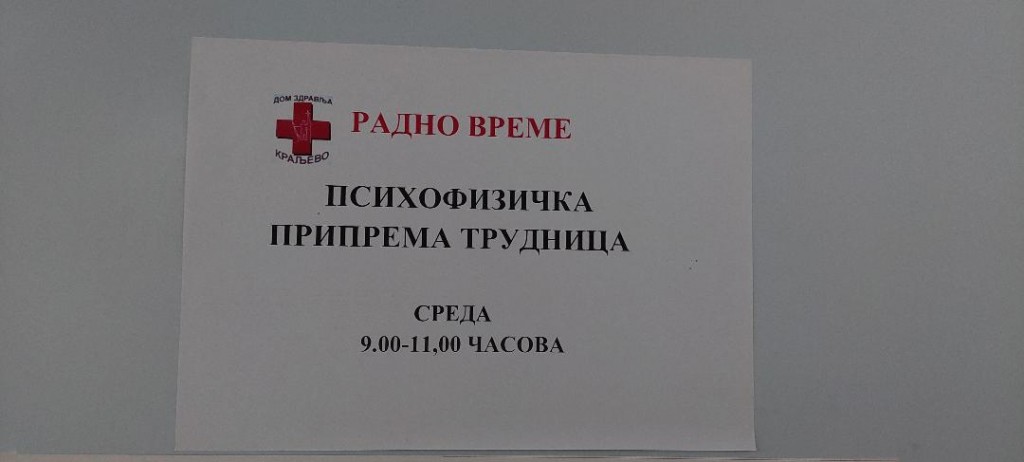 ДОМ ЗДРАВЉА
КРАЉЕВО
РАДНО ВРЕМЕ
ПСИХОФИЗИЧКА
ПРИПРЕМА ТРУДНИЦА
СРЕДА
9.00-11,00 ЧАСОВА